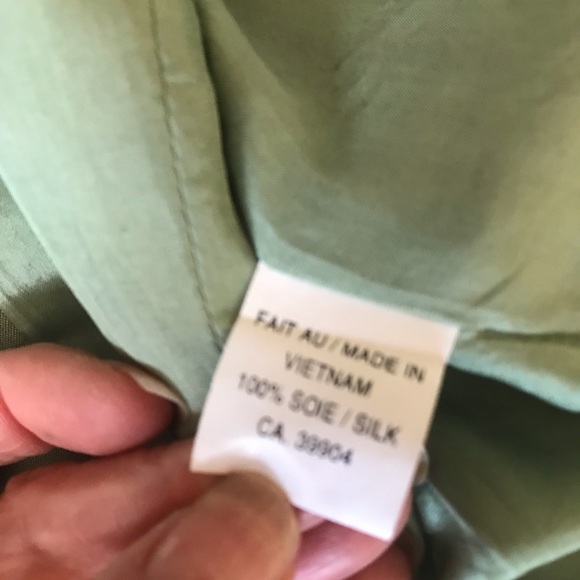 FAIT AU / MADE IN
VIETNAM
100% SOIE / SILK
CA. 39904